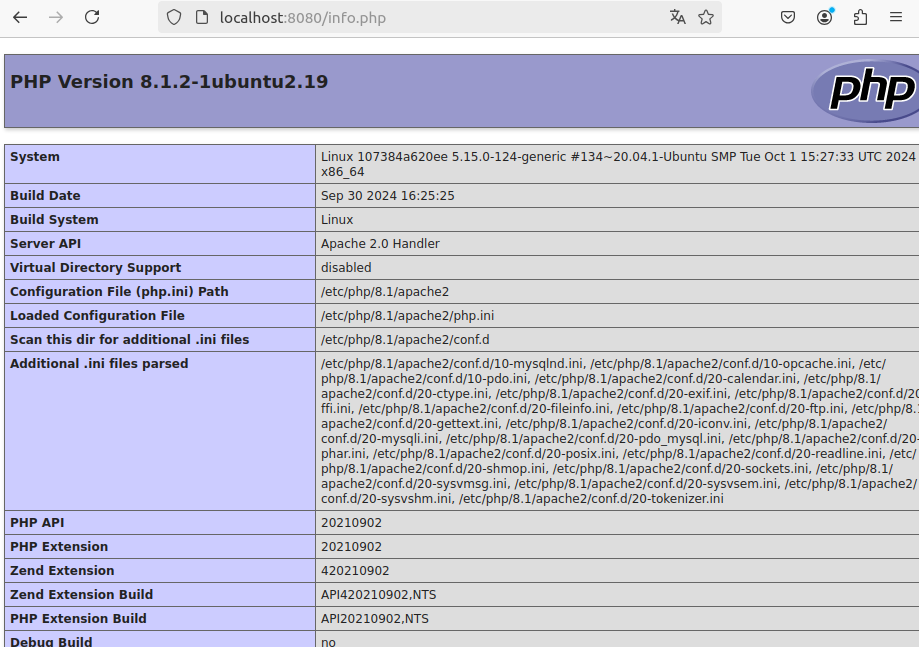 localhost:8080/info.php
PHP Version 8.1.2-1ubuntu2.19
php
System
Linux 107384a620ee 5.15.0-124-generic #134~20.04.1-Ubuntu SMP Tue Oct 1 15:27:33 UTC 2024
x86_64
Build Date
Sep 30 2024 16:25:25
Build System
Linux
Server API
Apache 2.0 Handler
Virtual Directory Support
disabled
Configuration File (php.ini) Path
/etc/php/8.1/apache2
Loaded Configuration File
/etc/php/8.1/apache2/php.ini
Scan this dir for additional .ini files
/etc/php/8.1/apache2/conf.d
Additional .ini files parsed
/etc/php/8.1/apache2/conf.d/10-mysqlnd.ini, /etc/php/8.1/apache2/conf.d/10-opcache.ini, /etc/
php/8.1/apache2/conf.d/10-pdo.ini, /etc/php/8.1/apache2/conf.d/20-calendar.ini, /etc/php/8.1/
apache2/conf.d/20-ctype.ini, /etc/php/8.1/apache2/conf.d/20-exif.ini, /etc/php/8.1/apache2/conf.d/20
ffi.ini, /etc/php/8.1/apache2/conf.d/20-fileinfo.ini, /etc/php/8.1/apache2/conf.d/20-ftp.ini, /etc/php/8.
apache2/conf.d/20-gettext.ini, /etc/php/8.1/apache2/conf.d/20-iconv.ini, /etc/php/8.1/apache2/
conf.d/20-mysqli.ini, /etc/php/8.1/apache2/conf.d/20-pdo_mysql.ini, /etc/php/8.1/apache2/conf.d/20-
phar.ini, /etc/php/8.1/apache2/conf.d/20-posix.ini, /etc/php/8.1/apache2/conf.d/20-readline.ini, /etc/
php/8.1/apache2/conf.d/20-shmop.ini, /etc/php/8.1/apache2/conf.d/20-sockets.ini, /etc/php/8.1/
apache2/conf.d/20-sysvmsg.ini, /etc/php/8.1/apache2/conf.d/20-sysvsem.ini, /etc/php/8.1/apache2/
conf.d/20-sysvshm.ini, /etc/php/8.1/apache2/conf.d/20-tokenizer.ini
PHP API
20210902
PHP Extension
20210902
Zend Extension
420210902
Zend Extension Build
API420210902,NTS
PHP Extension Build
API20210902,NTS
Debug Build
no